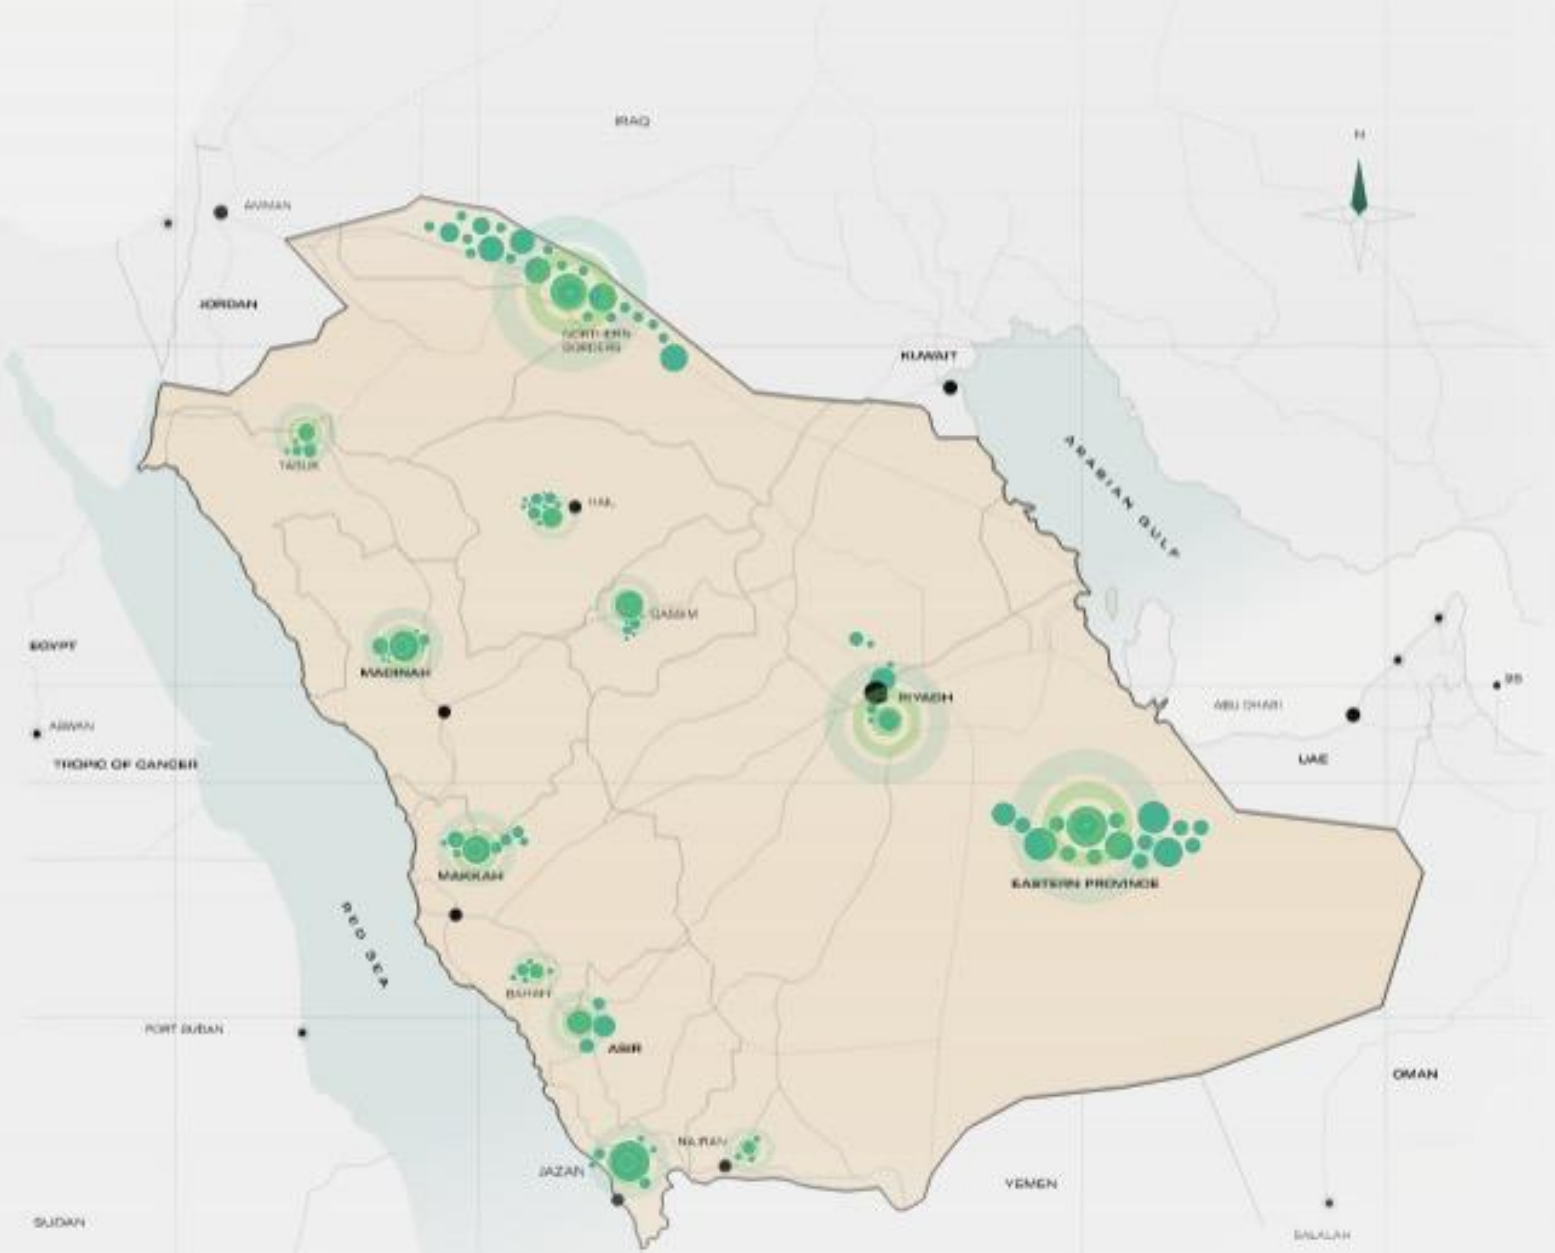 IRAQ
N
AMMAN
JORDAN
NORTHERN
BORDERS
KUWAIT
ARABIAN GULF
TABUK
HAIL
QASSIM
EGYPT
MADINAH
RIYADH
ABU DHABI
ASWAN
TROPIC OF CANCER
UAE
MAKKAH
EASTERN PROVINCE
RED SEA
BAHAH
PORT SUDAN
ASIR
OMAN
NAJRAN
JAZAN
YEMEN
SUDAN
SALALAH